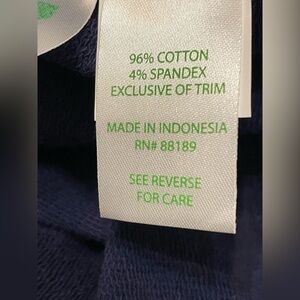 96% COTTON
4% SPANDEX
EXCLUSIVE OF TRIM
MADE IN INDONESIA
RN# 88189
SEE REVERSE
FOR CARE